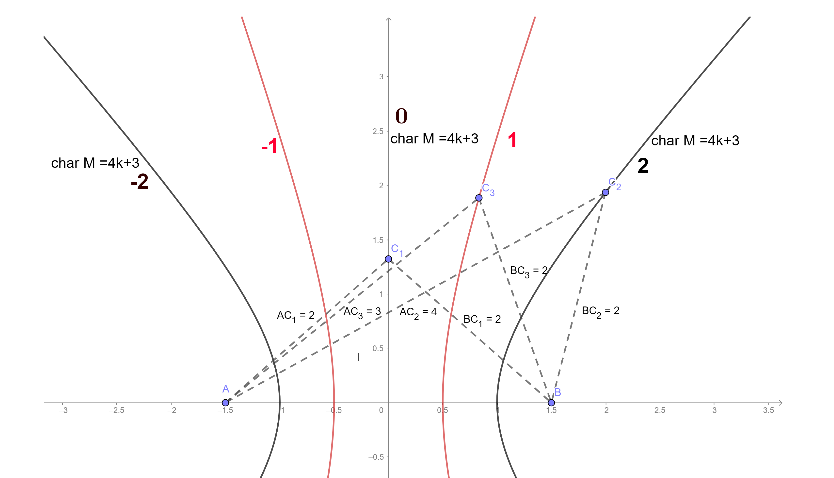 3
0
2.5
char M =4k+3
-1
1
char M =4k+3
char M =4k+3
-2
2
2
C3
C2
1.5
C1
BC3 = 2
1
AC1 = 2
AC3 = 3
AC2 = 4
BC1 = 2
BC2 = 2
0.5
A
B
3
2.5
2
1.5
1
0.5
0
0.5
1
1.5
2
2.5
3
3.5
–0.5